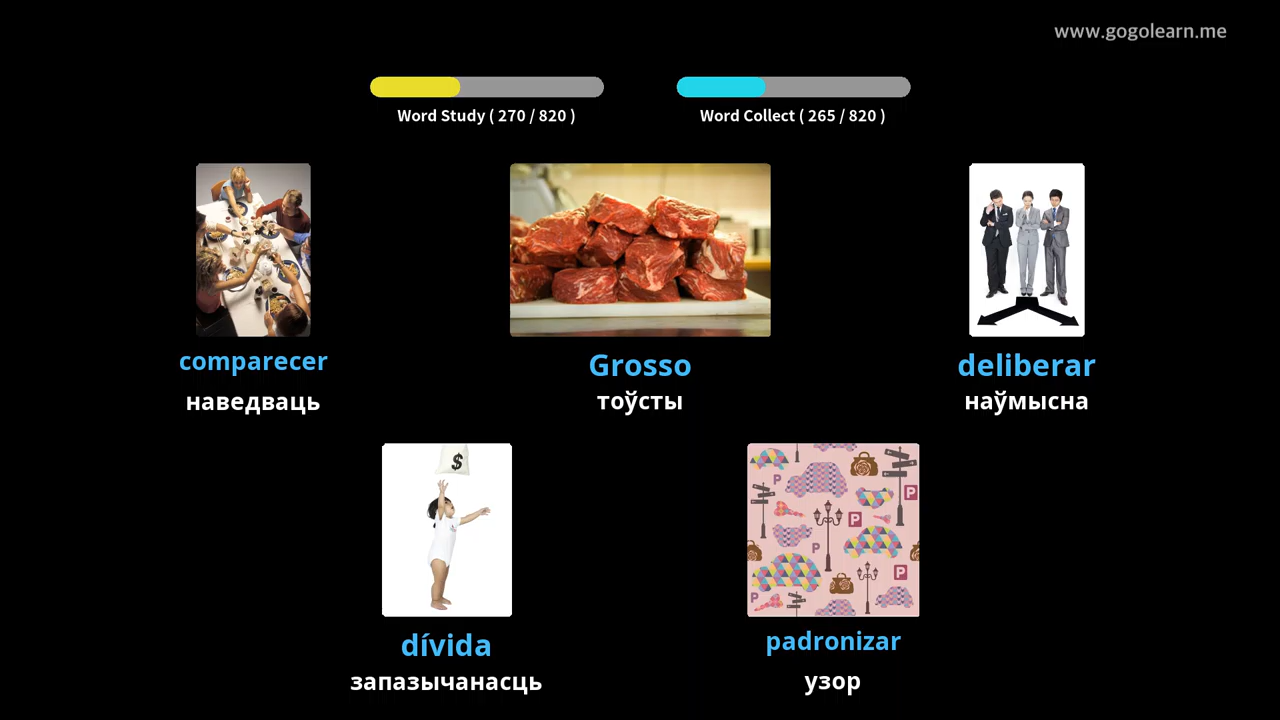 www.gogolearn.me
Word Study ( 270 / 820 )
Word Collect ( 265 / 820 )
comparecer
наведваць
Grosso
тоўсты
deliberar
наўмысна
$
dívida
запазычанасць
P
P
P
P
P
P
padronizar
узор